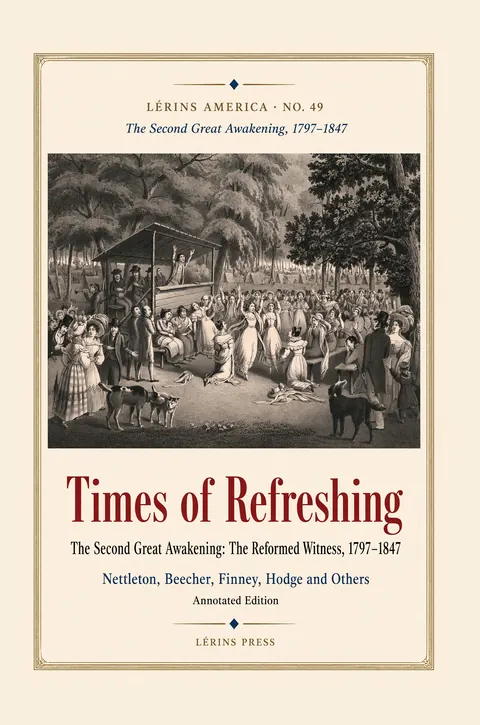 LÉRINS AMERICA · NO. 49
The Second Great Awakening, 1797–1847
Times of Refreshing
The Second Great Awakening: The Reformed Witness, 1797–1847
Nettleton, Beecher, Finney, Hodge and Others
Annotated Edition
LÉRINS PRESS